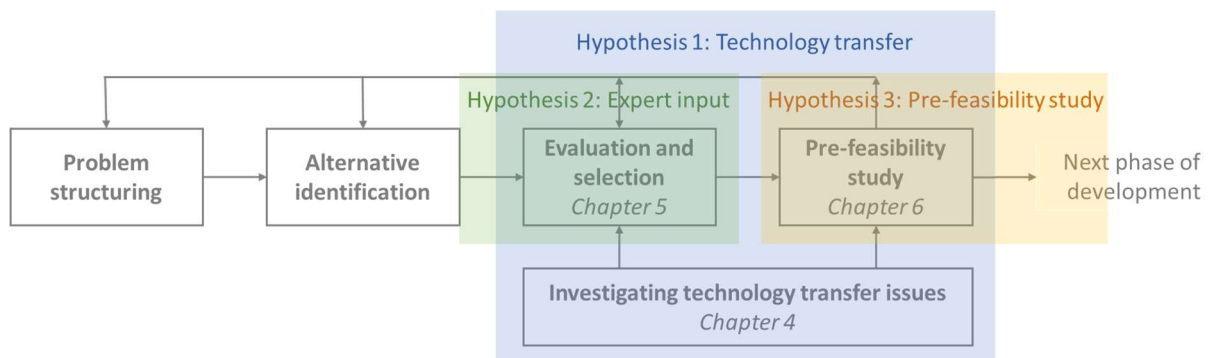 Hypothesis 1: Technology transfer
Hypothesis 2: Expert input
Hypothesis 3: Pre-feasibility study
Problem
structuring
Alternative
identification
Evaluation and
selection
Chapter 5
Pre-feasibility
study
Chapter 6
Next phase of
development
Investigating technology transfer issues
Chapter 4